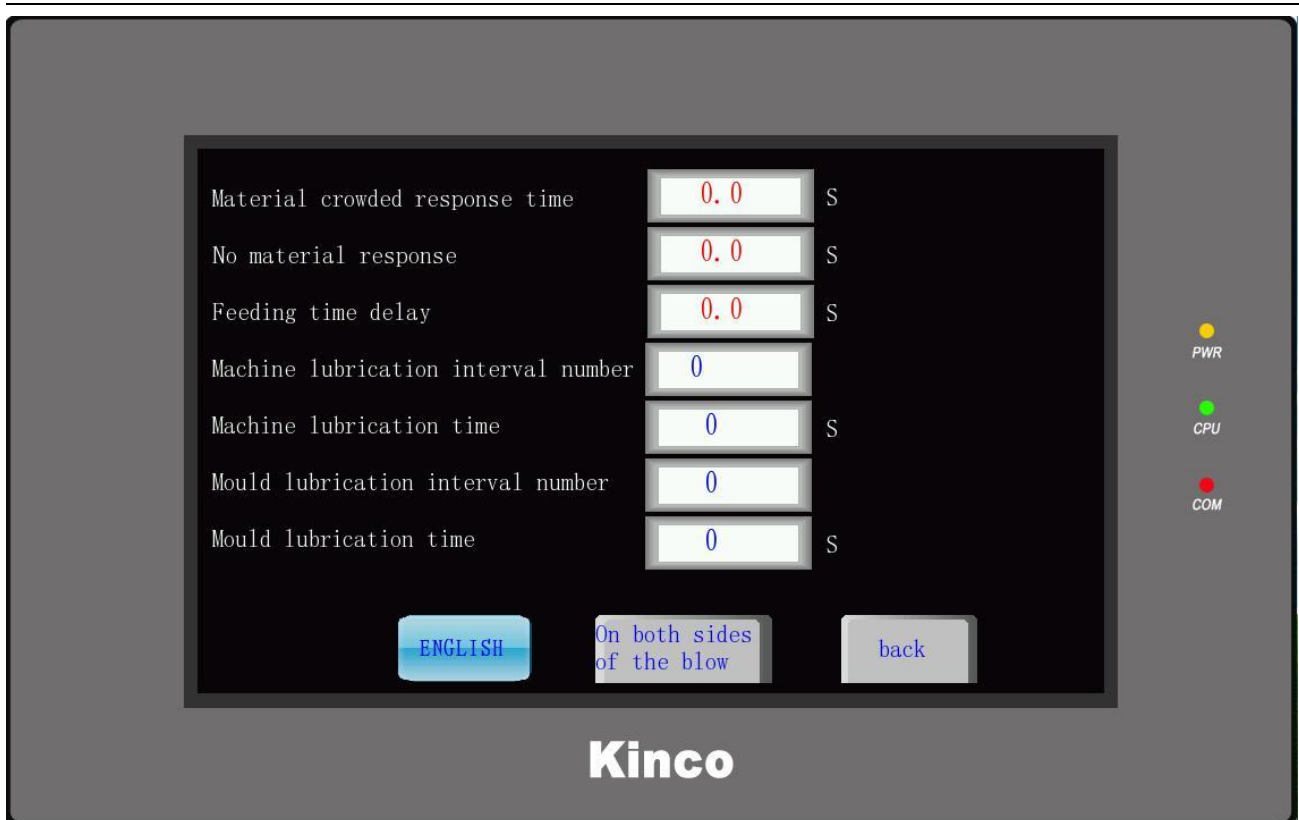 Material crowded response time 0.0 S
No material response 0.0 S
Feeding time delay 0.0 S
PWR
Machine lubrication interval number 0
Machine lubrication time 0 S
CPU
Mould lubrication interval number 0
COM
Mould lubrication time 0 S
ENGLISH
On both sides
of the blow
back
Kinco